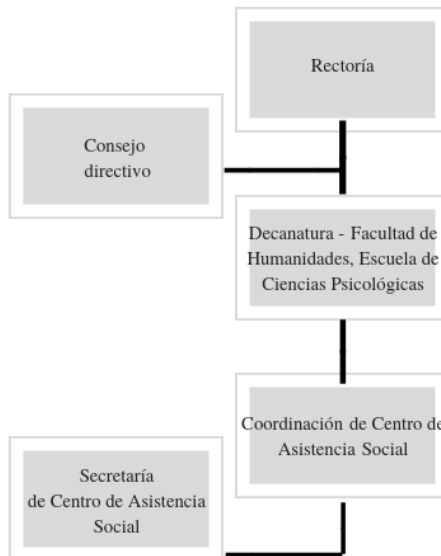 Rectoría
Consejo
directivo
Decanatura - Facultad de
Humanidades, Escuela de
Ciencias Psicológicas
Coordinación de Centro de
Asistencia Social
Secretaría
de Centro de Asistencia
Social